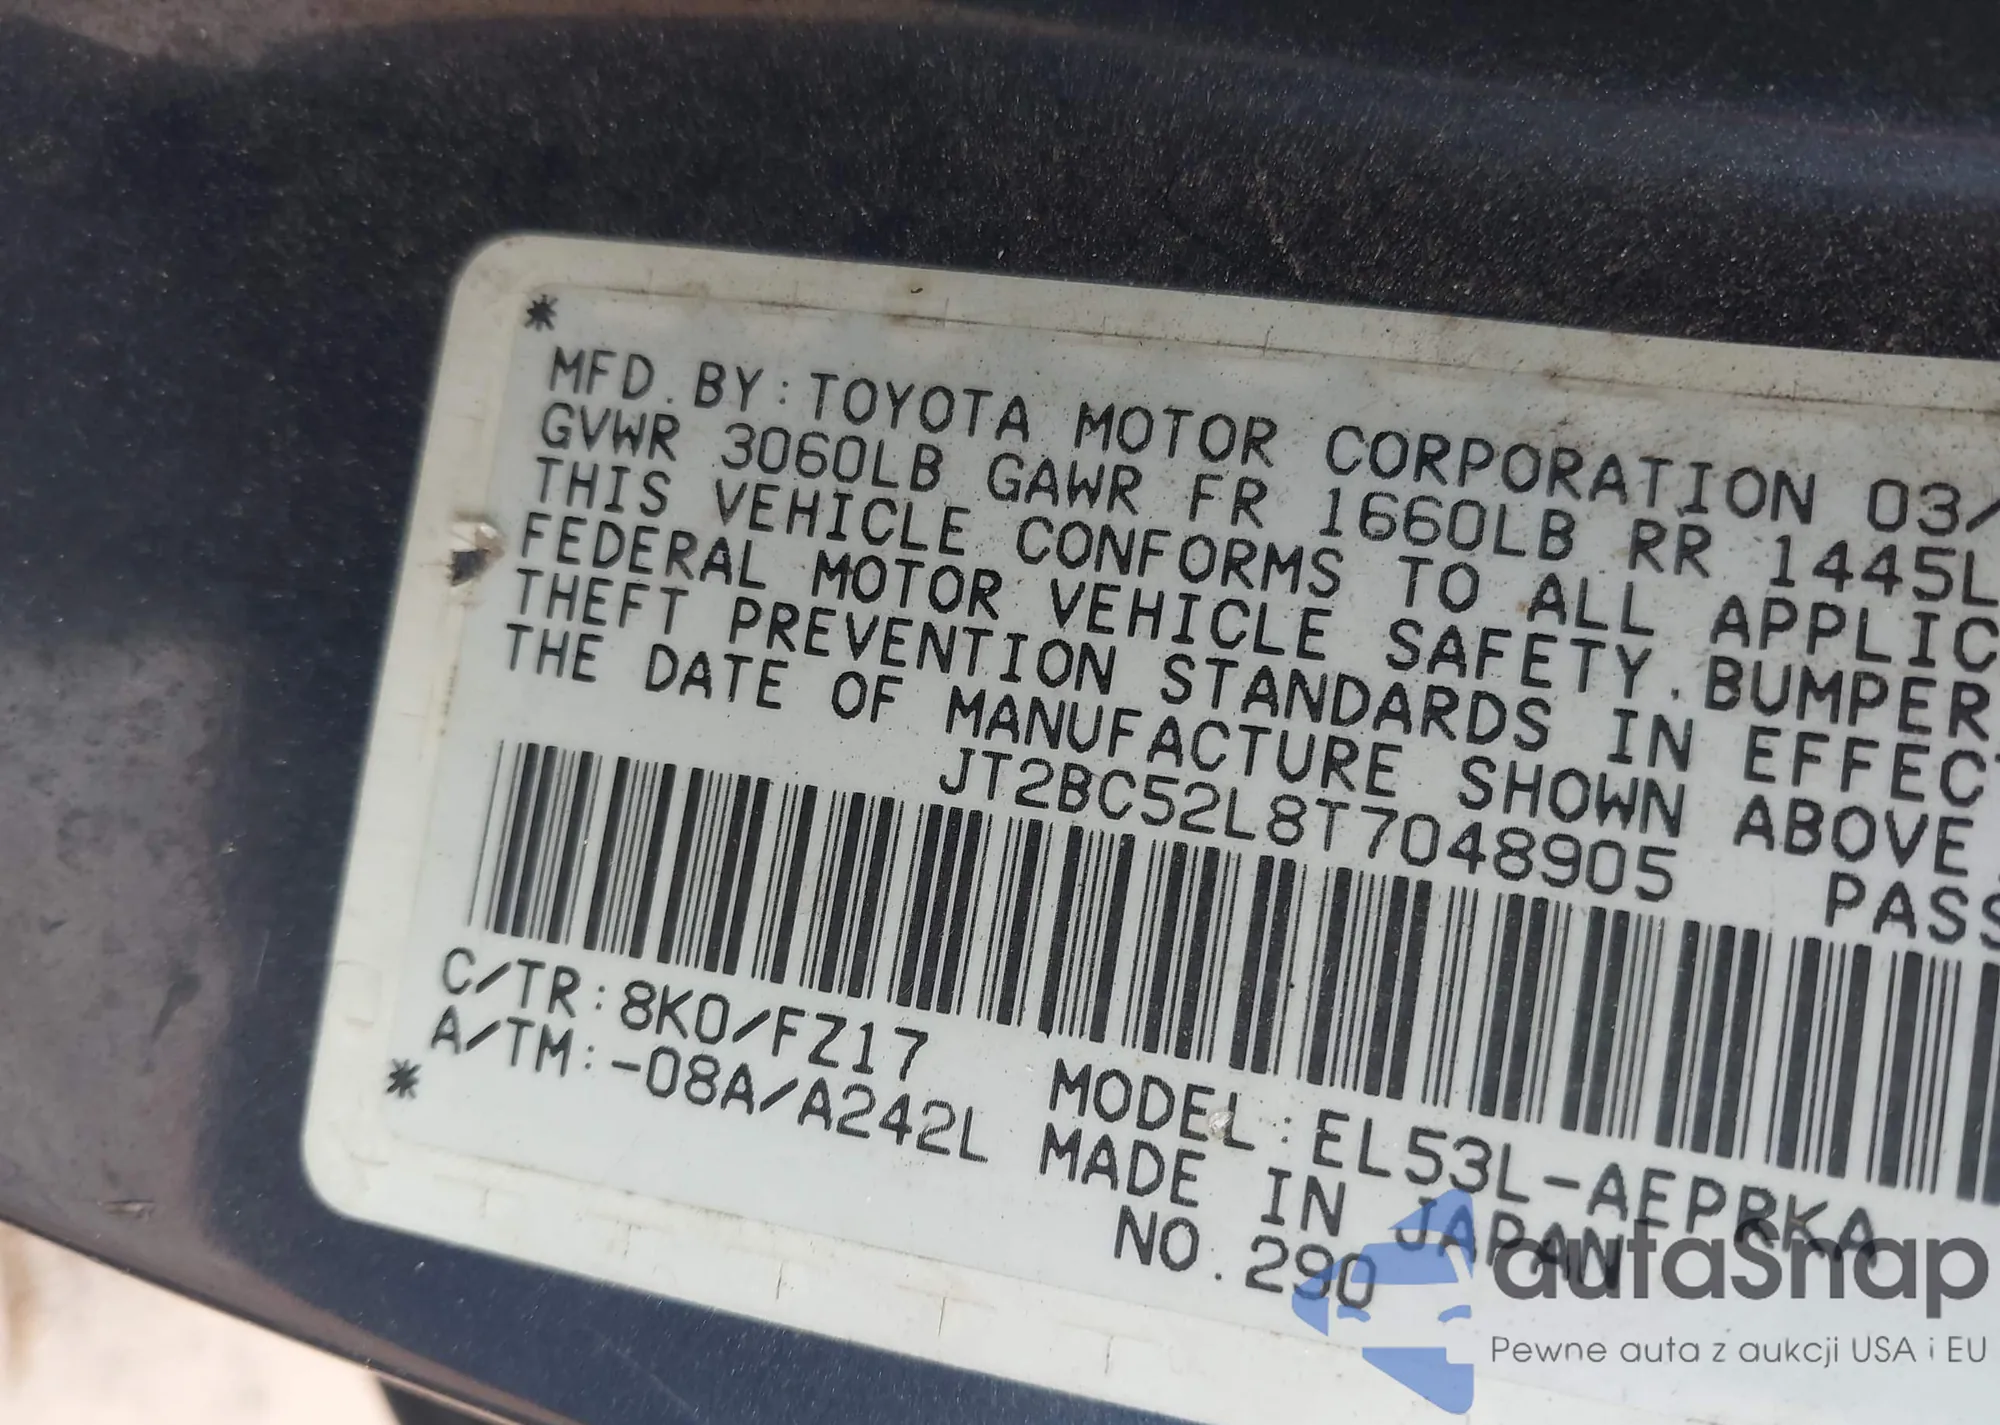 *
MFD.BY:TOYOTA MOTOR CORPORATION 03/
GVWR 3060LB GAWR FR 1660LB RR 1445L
THIS VEHICLE CONFORMS TO ALL APPLIC
FEDERAL MOTOR VEHICLE SAFETY.BUMPER
THEFT PREVENTION STANDARDS IN EFFECT
THE DATE OF MANUFACTURE SHOWN ABOVE.
JT2BC52L8T7048905 PASS
C/TR:8K0/FZ17 MODEL:EL53L-AEPRKA
A/TM:-08A/A242L MADE IN JAPAN
* NO.290
autaSnap
Pewne auta z aukcji USA i EU